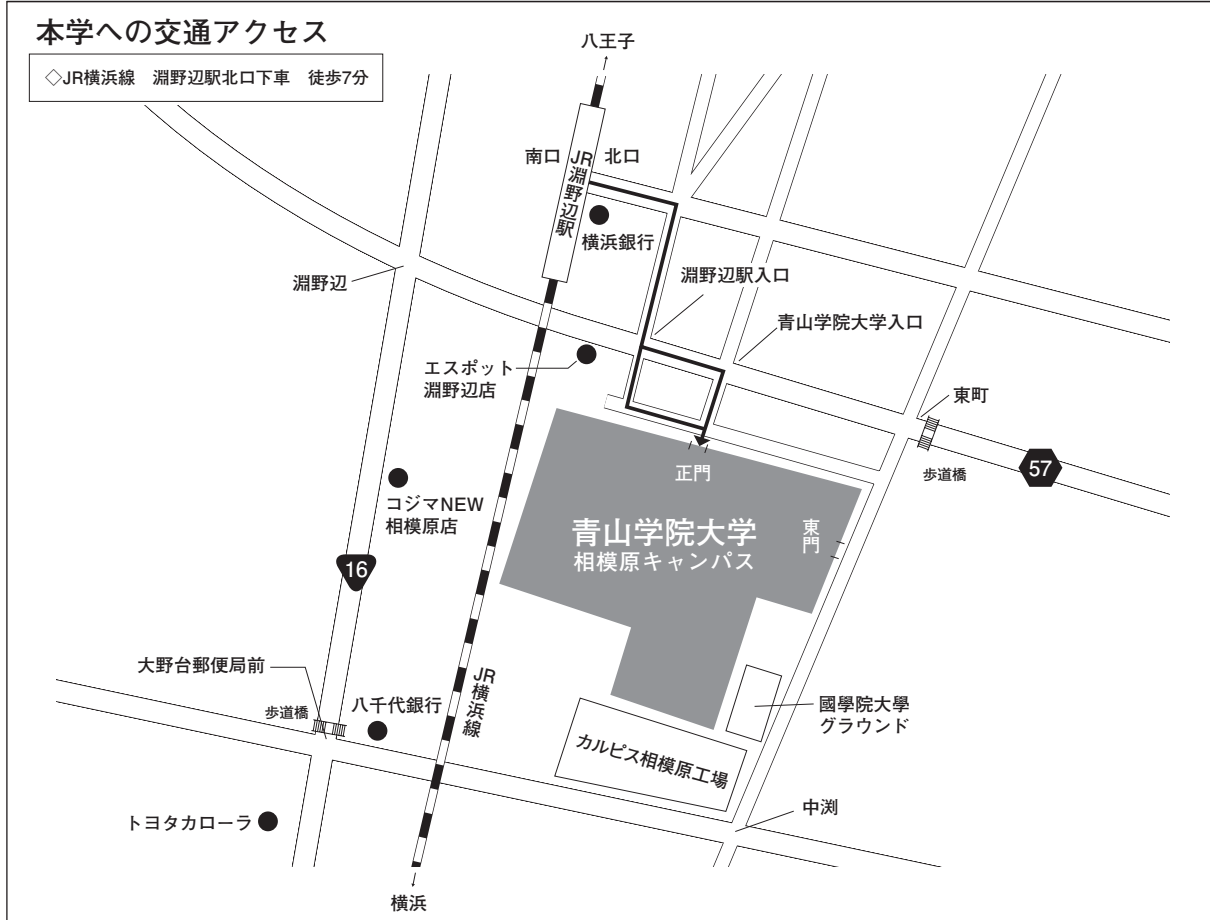 本学への交通アクセス
◇JR横浜線　淵野辺駅北口下車　徒歩7分
八王子
南口
JR淵野辺駅
北口
横浜銀行
淵野辺
淵野辺駅入口
青山学院大学入口
エスポット
淵野辺店
東町
歩道橋
57
正門
コジマNEW
相模原店
青山学院大学
相模原キャンパス
東門
16
大野台郵便局前
歩道橋
八千代銀行
JR横浜線
國學院大學
グラウンド
カルピス相模原工場
トヨタカローラ
中渕
横浜